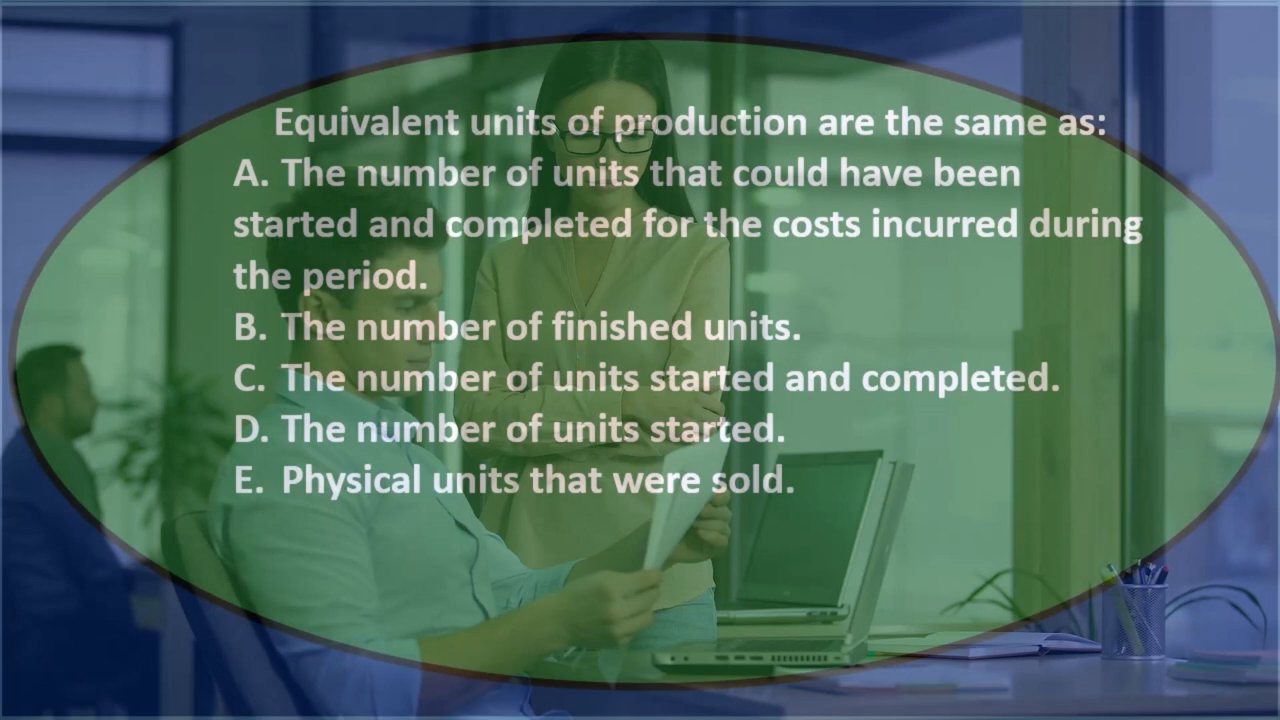 Equivalent units of production are the same as:
A. The number of units that could have been
started and completed for the costs incurred during
the period.
B. The number of finished units.
C. The number of units started and completed.
D. The number of units started.
E. Physical units that were sold.